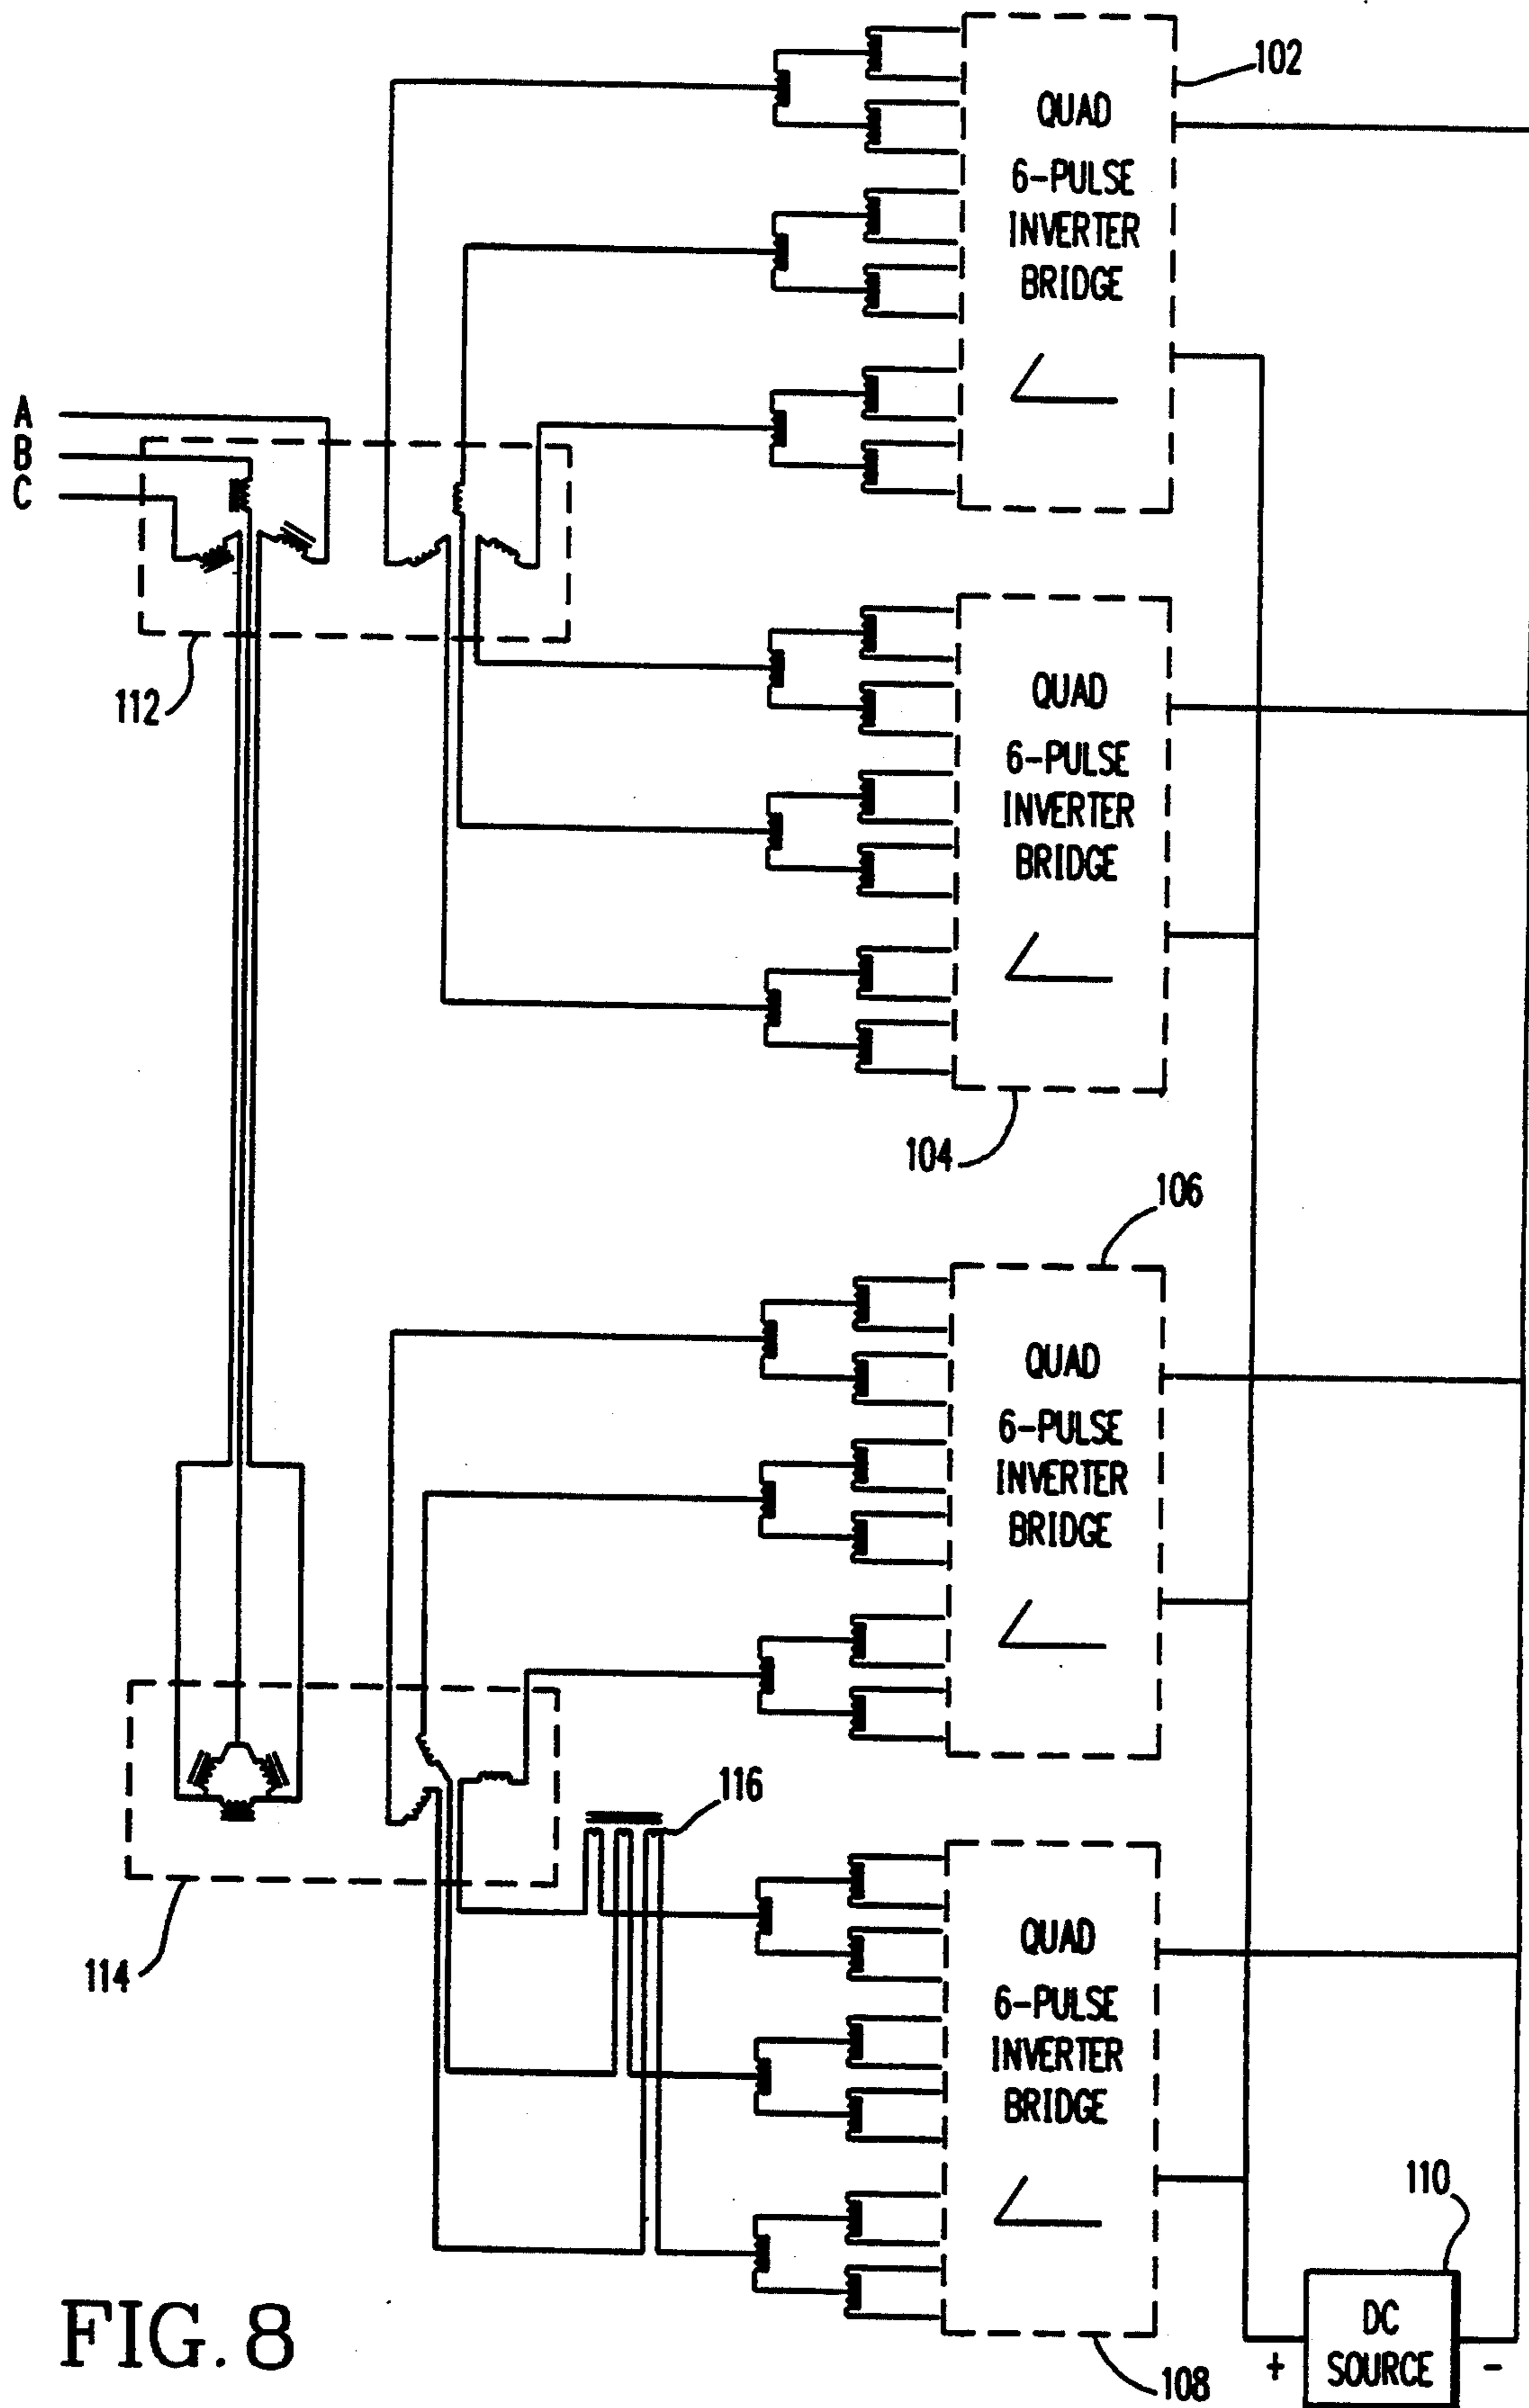 102
QUAD
6-PULSE
INVERTER
BRIDGE
A
B
C
112
QUAD
6-PULSE
INVERTER
BRIDGE
104
106
QUAD
6-PULSE
INVERTER
BRIDGE
116
114
QUAD
6-PULSE
INVERTER
BRIDGE
110
DC
SOURCE
+
-
108
FIG. 8